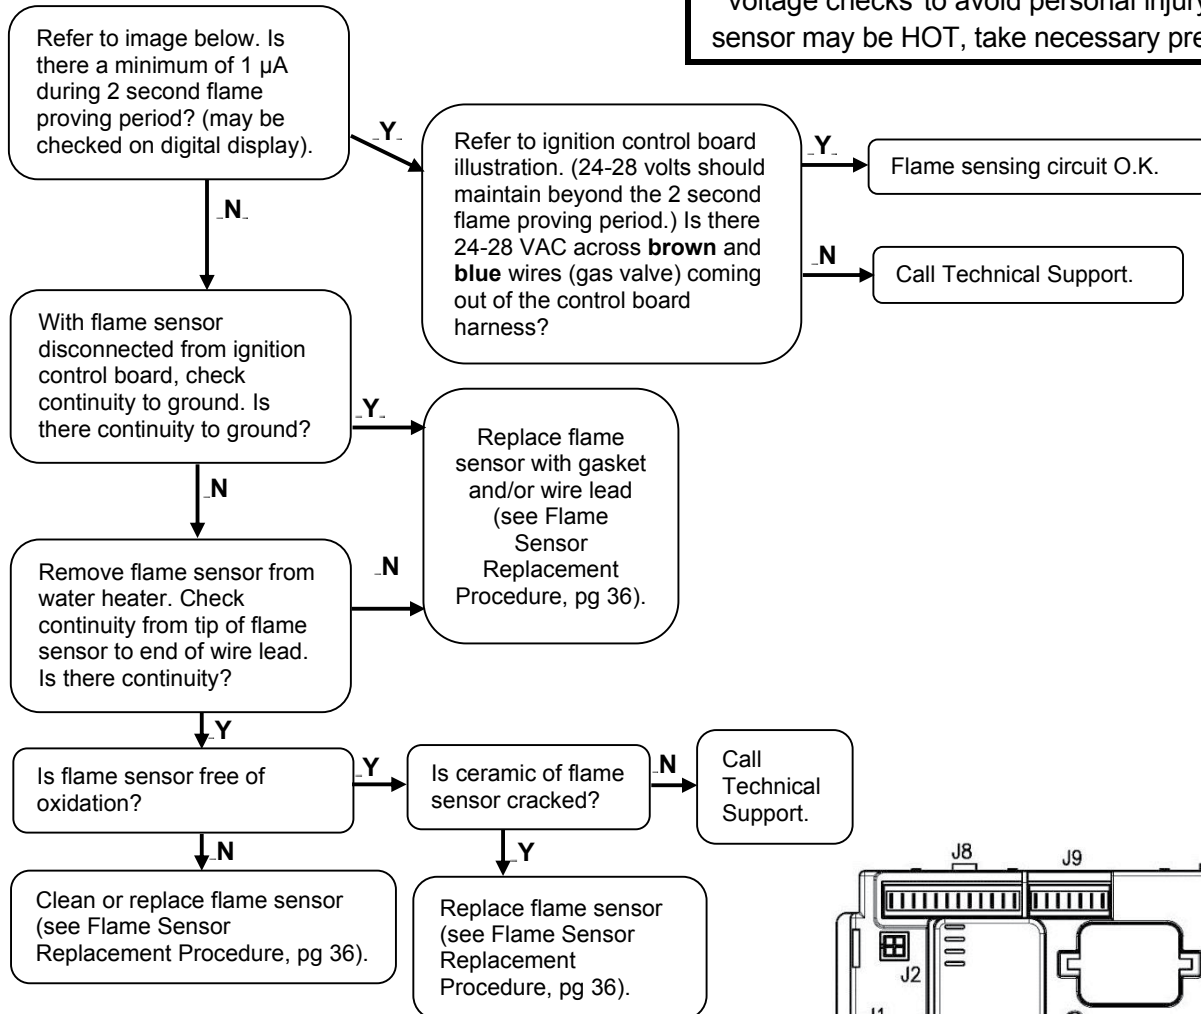 voltage checks to avoid personal injury
sensor may be HOT, take necessary pre
Refer to image below. Is
there a minimum of 1 µA
during 2 second flame
proving period? (may be
checked on digital display).
Y
Refer to ignition control board
illustration. (24-28 volts should
maintain beyond the 2 second
flame proving period.) Is there
24-28 VAC across brown and
blue wires (gas valve) coming
out of the control board
harness?
Y
Flame sensing circuit O.K.
N
Call Technical Support.
N
With flame sensor
disconnected from ignition
control board, check
continuity to ground. Is
there continuity to ground?
Y
Replace flame
sensor with gasket
and/or wire lead
(see Flame
Sensor
Replacement
Procedure, pg 36).
N
Remove flame sensor from
water heater. Check
continuity from tip of flame
sensor to end of wire lead.
Is there continuity?
N
Y
Is flame sensor free of
oxidation?
Y
Is ceramic of flame
sensor cracked?
N
Call
Technical
Support.
N
Clean or replace flame sensor
(see Flame Sensor
Replacement Procedure, pg 36).
Y
Replace flame sensor
(see Flame Sensor
Replacement
Procedure, pg 36).
J8
J9
J2
J1